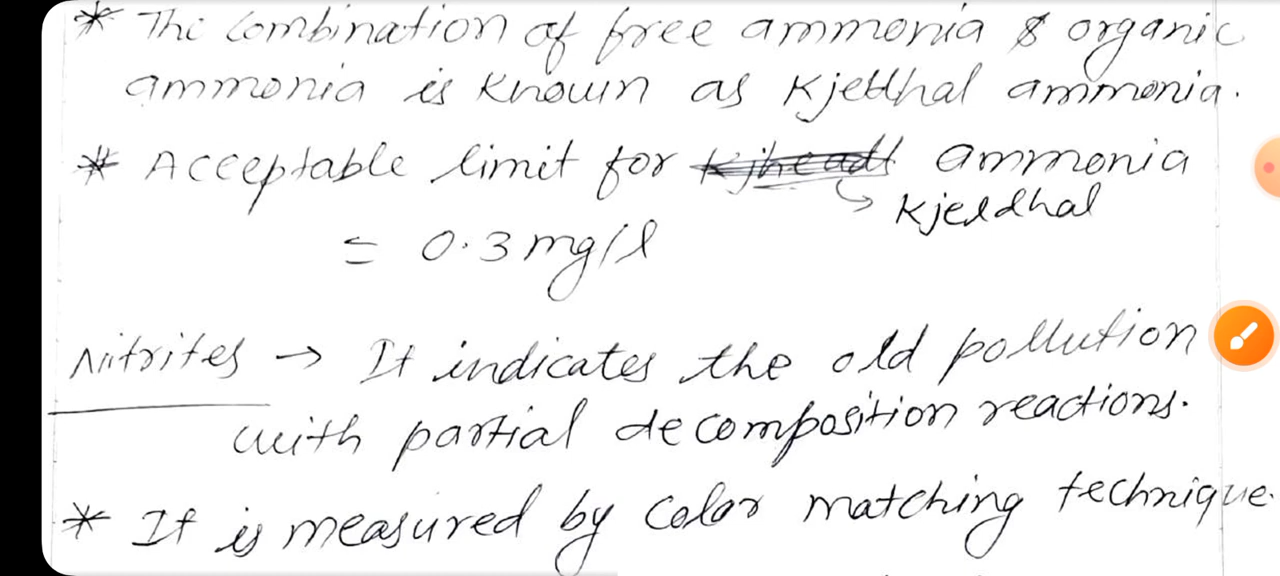 * The combination of free ammonia & organic
ammonia is known as Kjeldhal ammonia.
* Acceptable limit for ammonia
Kjeldhal
= 0.3 mg/l
Nitrites → It indicates the old pollution
with partial decomposition reactions.
* It is measured by color matching technique.